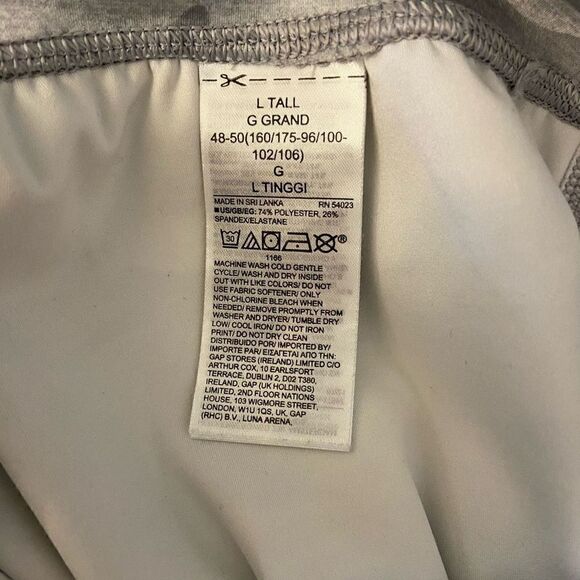 L TALL
G GRAND
48-50(160/175-96/100-
102/106)
G
L TINGGI
MADE IN SRI LANKA RN 54023
■US/GB/EG: 74% POLYESTER, 26%
SPANDEX/ELASTANE
30 ®
1166
MACHINE WASH COLD GENTLE
CYCLE/ WASH AND DRY INSIDE
OUT WITH LIKE COLORS/ DO NOT
USE FABRIC SOFTENER/ ONLY
NON-CHLORINE BLEACH WHEN
NEEDED/ REMOVE PROMPTLY FROM
WASHER AND DRYER/ TUMBLE DRY
LOW/ COOL IRON/ DO NOT IRON
PRINT/ DO NOT DRY CLEAN
DISTRIBUIDO POR/ IMPORTED BY/
IMPORTE PAR/ ΕΙΣΑΓΕΤΑΙ ΑΠΟ ΤΗΝ:
GAP STORES (IRELAND) LIMITED C/O
ARTHUR COX, 10 EARLSFORT
TERRACE, DUBLIN 2, D02 T380,
IRELAND, GAP (UK HOLDINGS)
LIMITED, 2ND FLOOR NATIONS
HOUSE, 103 WIGMORE STREET,
LONDON, W1U 1QS, UK, GAP
(RHC) B.V., LUNA ARENA,